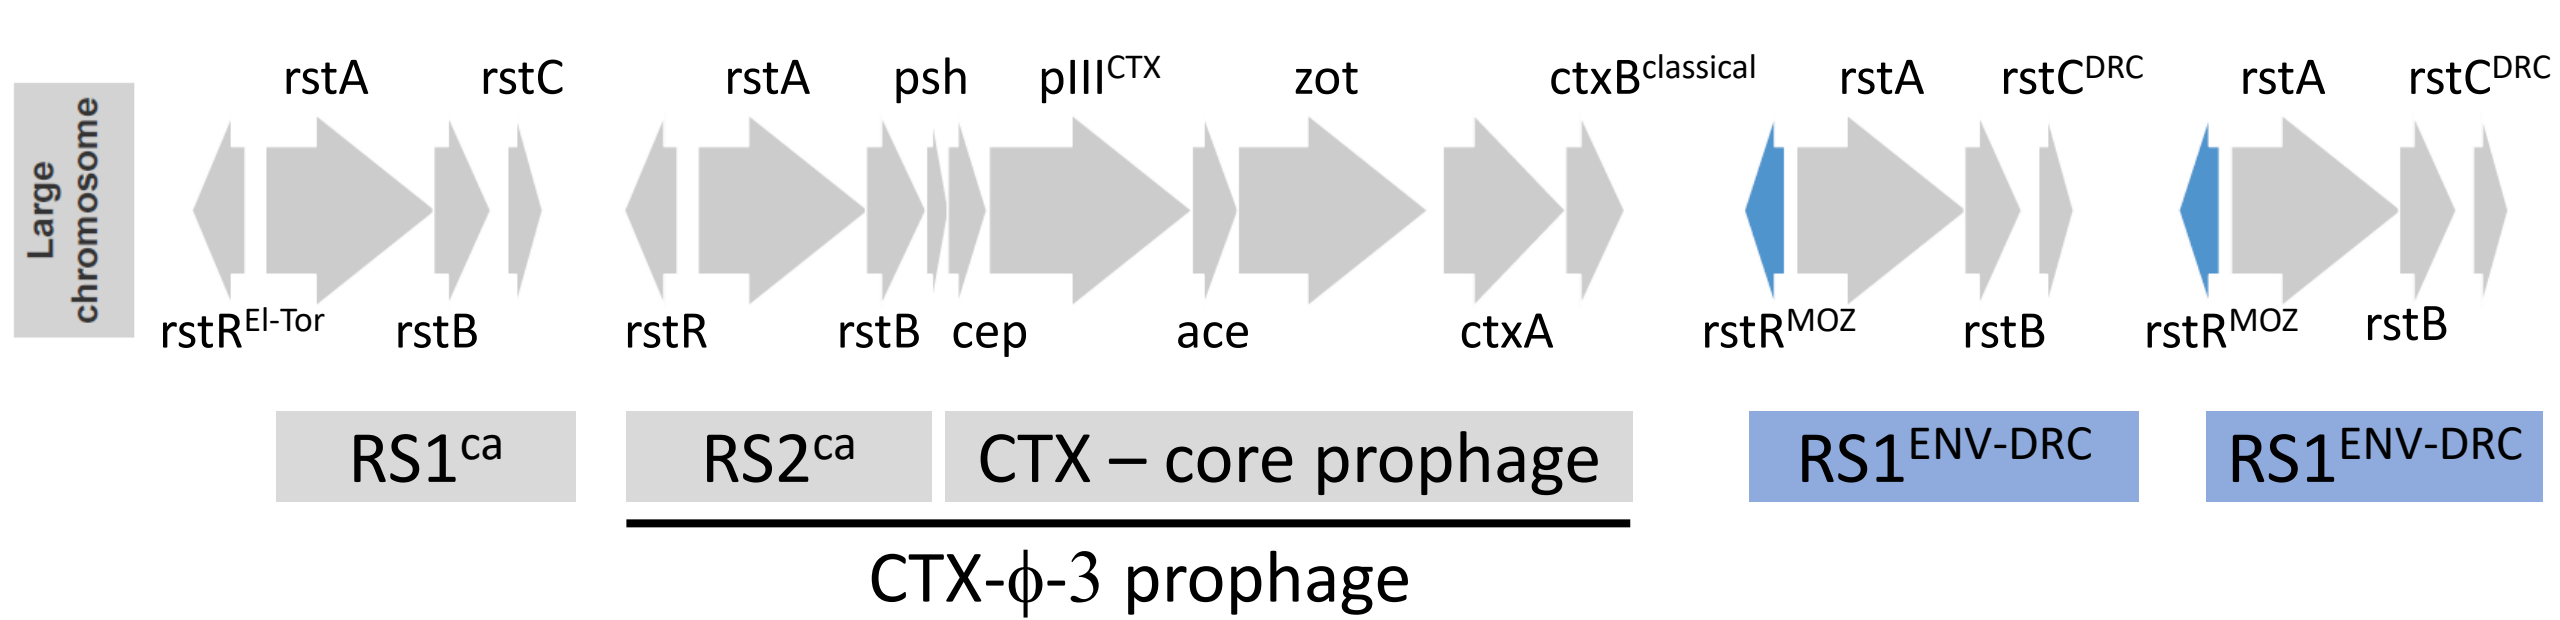 Large
chromosome
rstA rstC rstA psh pIIIᶜᵀˣ zot ctxBclassical rstA rstCDRC rstA rstCDRC
rstREl-Tor rstB rstR rstB cep ace ctxA rstRMOZ rstB rstRMOZ rstB
RS1ca RS2ca CTX – core prophage RS1ENV-DRC RS1ENV-DRC
CTX-ϕ-3 prophage